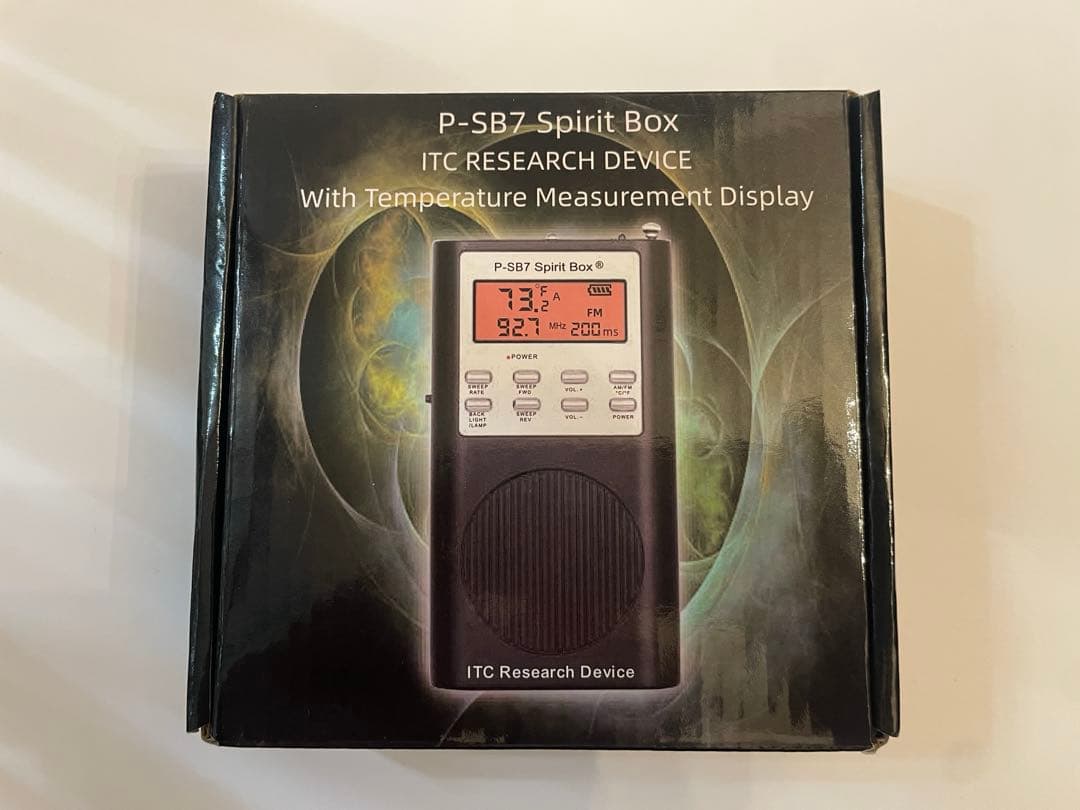 P-SB7 Spirit Box
ITC RESEARCH DEVICE
With Temperature Measurement Display
P-SB7 Spirit Box ®
73.2 °F A
FM
92.7 MHz 200 ms
POWER
SWEEP RATE SWEEP FWD VOL.+ AM/FM °C/°F
BACK LIGHT /LAMP SWEEP REV VOL.- POWER
ITC Research Device